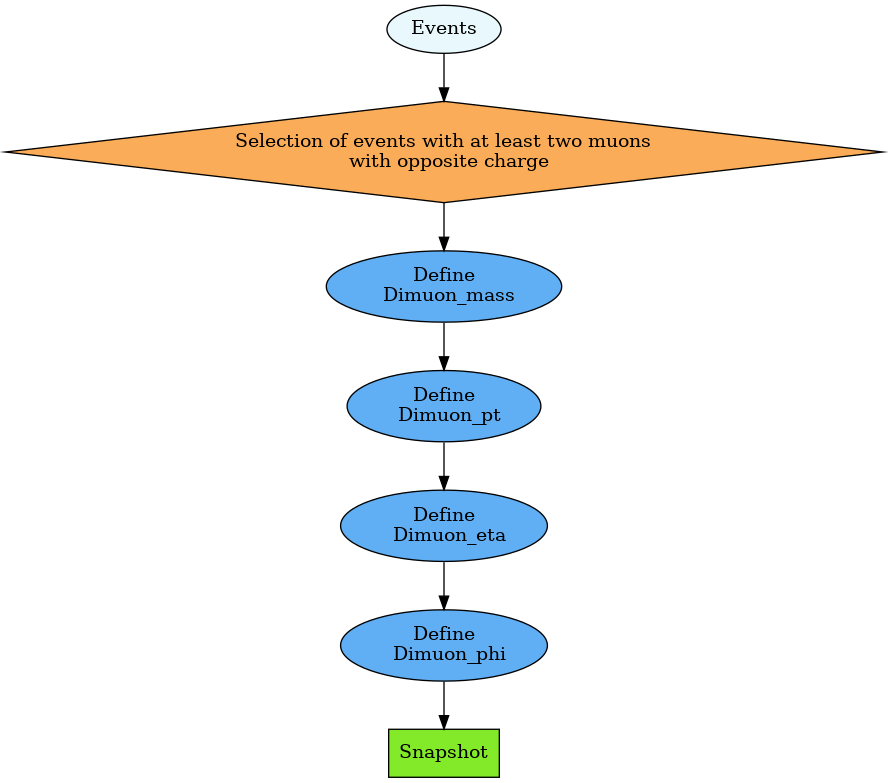 Events
Selection of events with at least two muons
with opposite charge
Define
Dimuon_mass
Define
Dimuon_pt
Define
Dimuon_eta
Define
Dimuon_phi
Snapshot